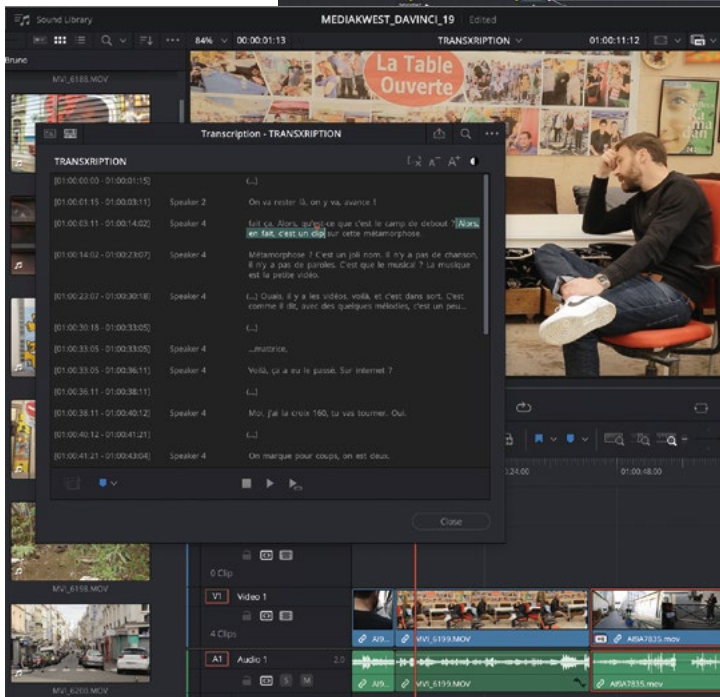 Sound Library
MEDIAKWEST_DAVINCI_19 Edited
84% 00:00:01:13 TRANSXRIPTION 01:00:11:12
Bruno
MVI_6188.MOV
La Table
Ouverte
Transcription - TRANSXRIPTION
TRANSXRIPTION
[01:00:00:00 - 01:00:01:15] (...)
[01:00:01:15 - 01:00:03:11] Speaker 2 On va rester là, on y va, avance !
[01:00:03:11 - 01:00:14:02] Speaker 4 fait ça. Alors, qu'est-ce que c'est le camp de debout ? Alors,
en fait, c'est un clip sur cette métamorphose.
[01:00:14:02 - 01:00:23:07] Speaker 4 Métamorphose ? C'est un joli nom. Il n'y a pas de chanson,
il n'y a pas de paroles. C'est que le musical ? La musique
est la petite vidéo.
[01:00:23:07 - 01:00:30:18] Speaker 4 (...) Ouais, il y a les vidéos, voilà, et c'est dans sort. C'est
comme il dit, avec des quelques mélodies, c'est un peu...
[01:00:30:18 - 01:00:33:05] (...)
[01:00:33:05 - 01:00:33:05] Speaker 4 ...matrice.
[01:00:33:05 - 01:00:36:11] Speaker 4 Voilà, ça a eu le passé. Sur internet ?
[01:00:36:11 - 01:00:38:11] (...)
[01:00:38:11 - 01:00:40:12] Speaker 4 Moi, j'ai la croix 160, tu vas tourner. Oui.
[01:00:40:12 - 01:00:41:21] (...)
[01:00:41:21 - 01:00:43:04] Speaker 4 On marque pour coups, on est deux.
Close
01:00:48:00
0 Clip
MVI_6198.MOV
V1 Video 1
4 Clips
MVI_6199.MOV AI9A7835.mov
A1 Audio 1 2.0
S M
MVI_6199.MOV AI9A7835.mov
MVI_6200.MOV